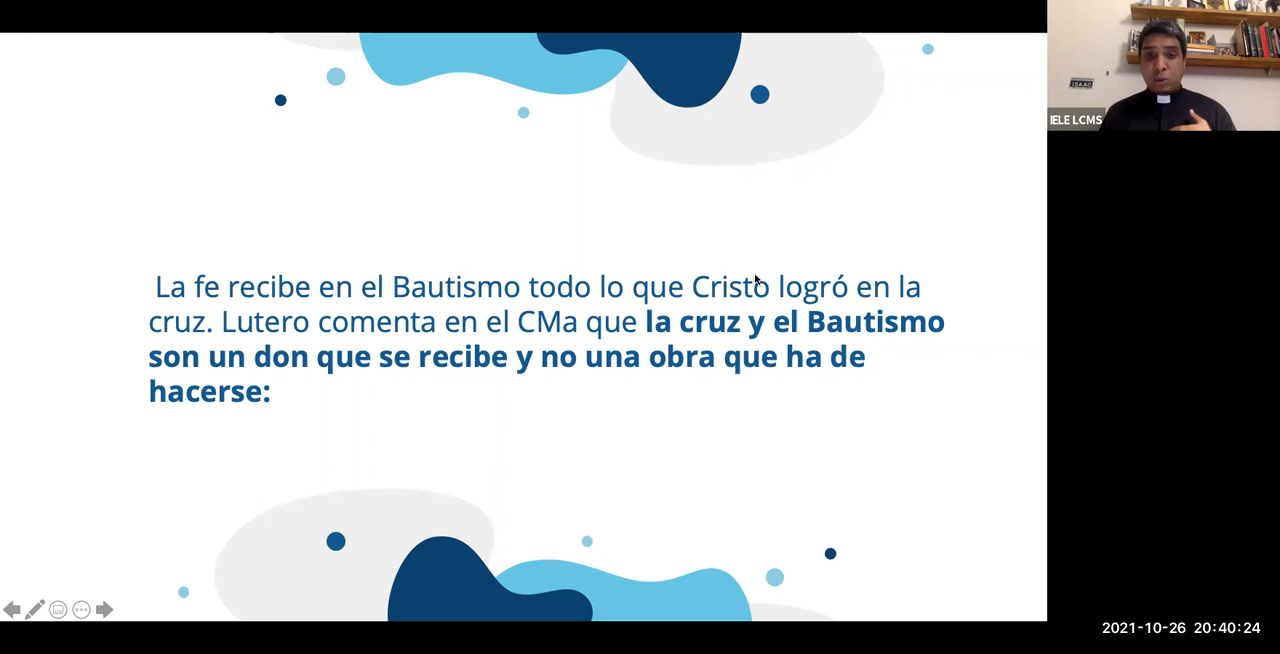 La fe recibe en el Bautismo todo lo que Cristo logró en la
cruz. Lutero comenta en el CMa que la cruz y el Bautismo
son un don que se recibe y no una obra que ha de
hacerse:
ISAAC
IELE LCMS
2021-10-26 20:40:24